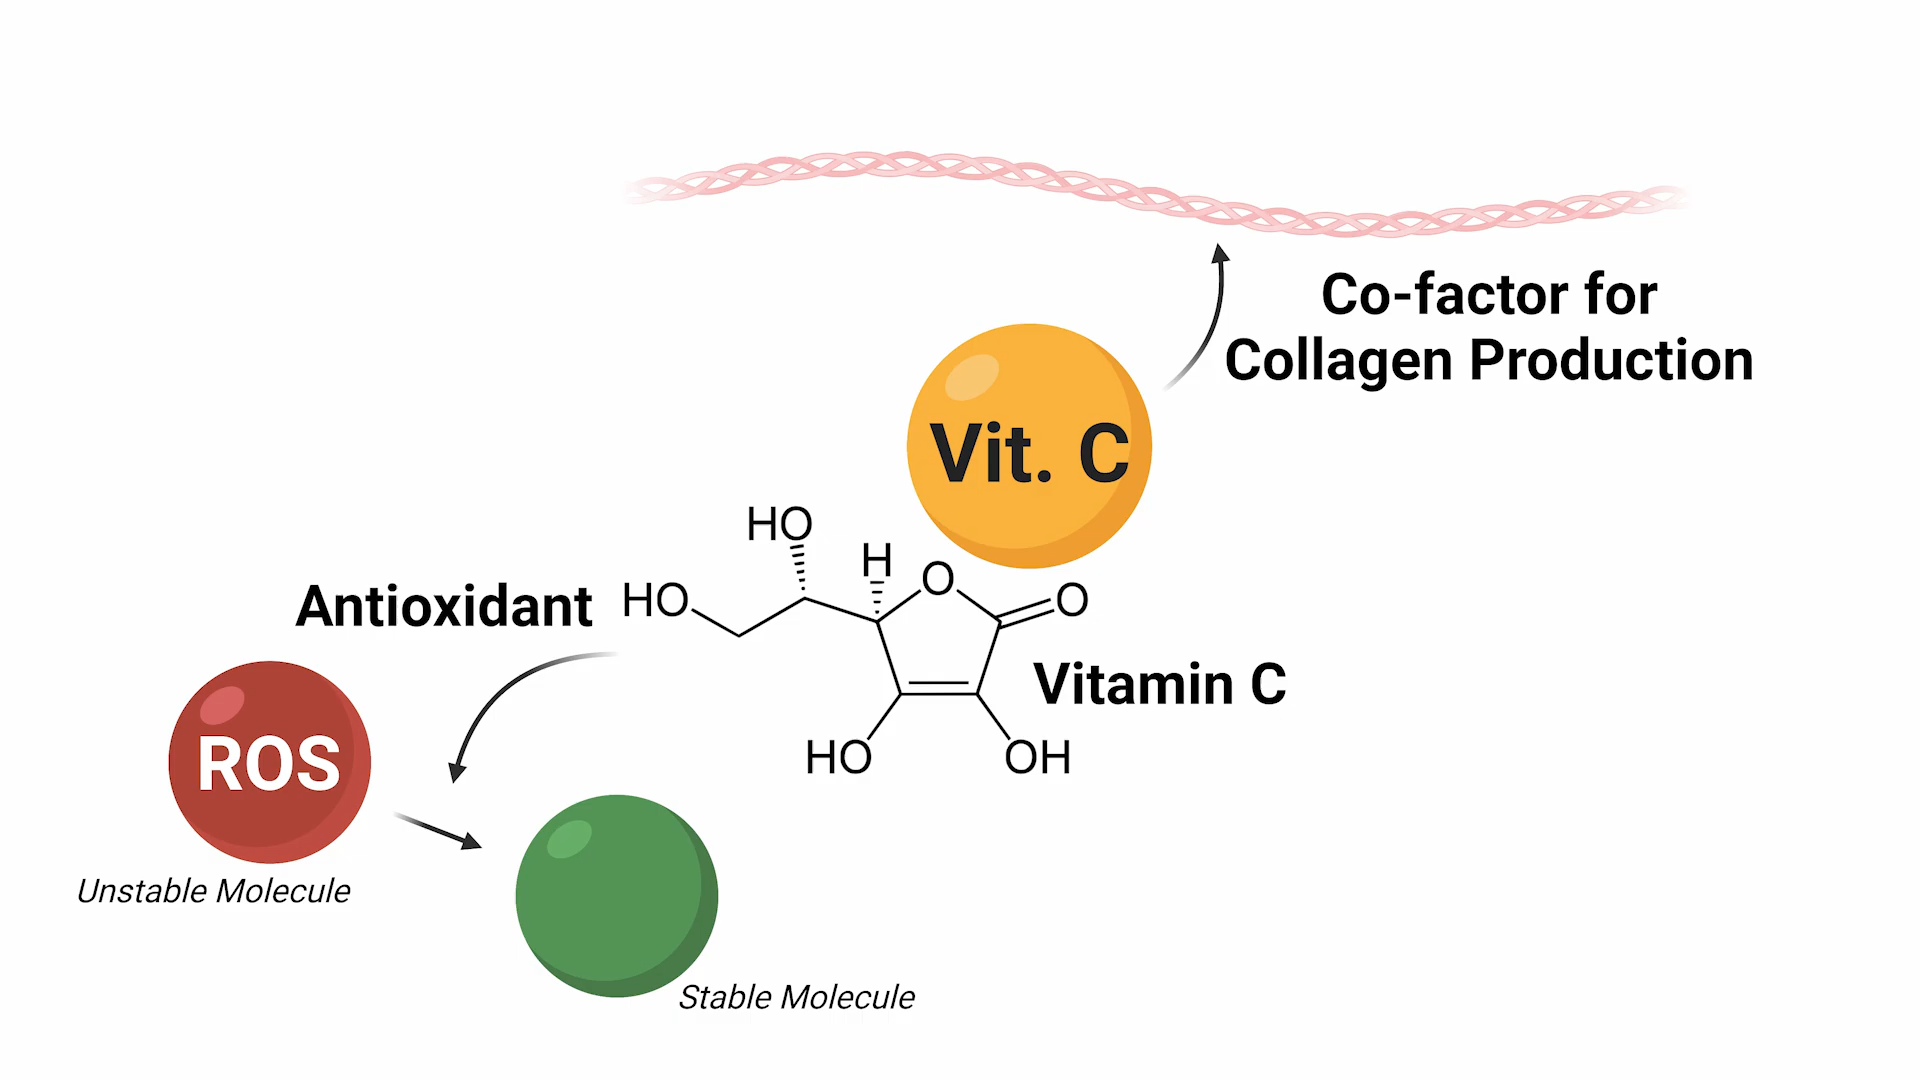 Co-factor for
Collagen Production
Vit. C
HO
H
O
O
HO
Antioxidant
Vitamin C
HO
OH
ROS
Unstable Molecule
Stable Molecule